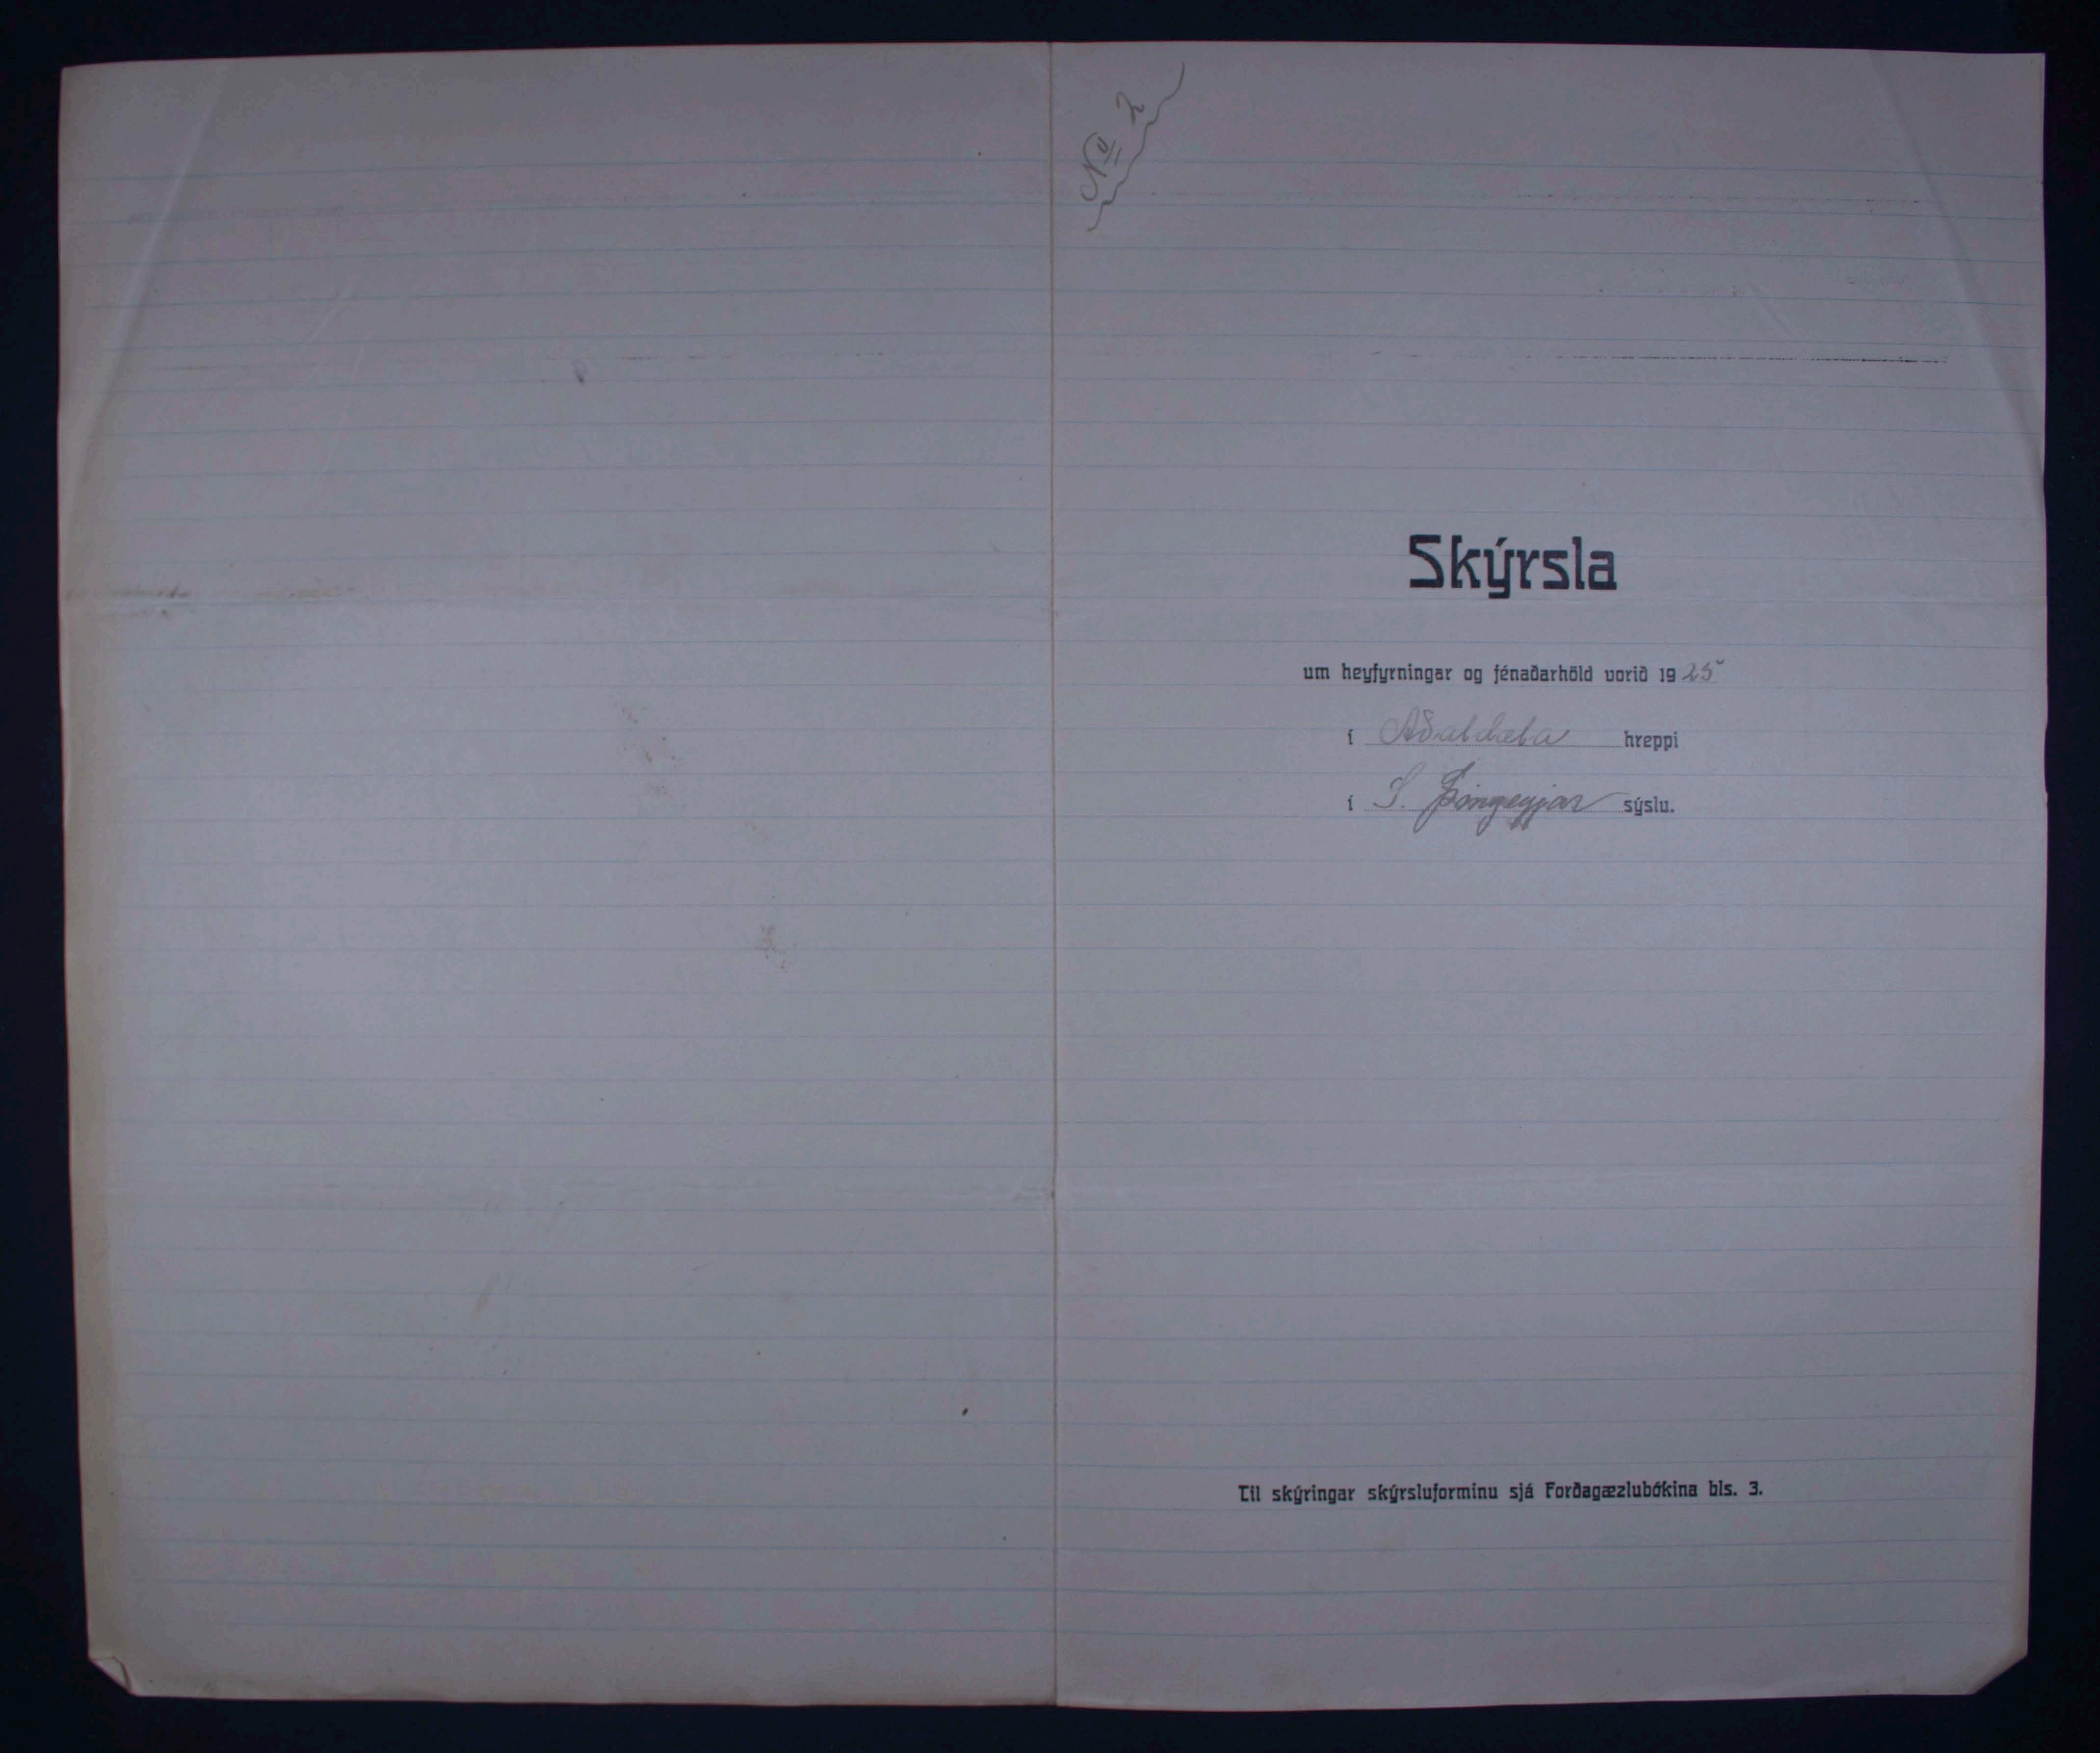 Nº 2
Skýrsla
um heyfyrningar og fénaðarhöld vorið 1925
í Aðaldæla hreppi
í S. Þingeyjar sýslu.
Til skýringar skýrsluforminu sjá Forðagæzlubókina bls. 3.